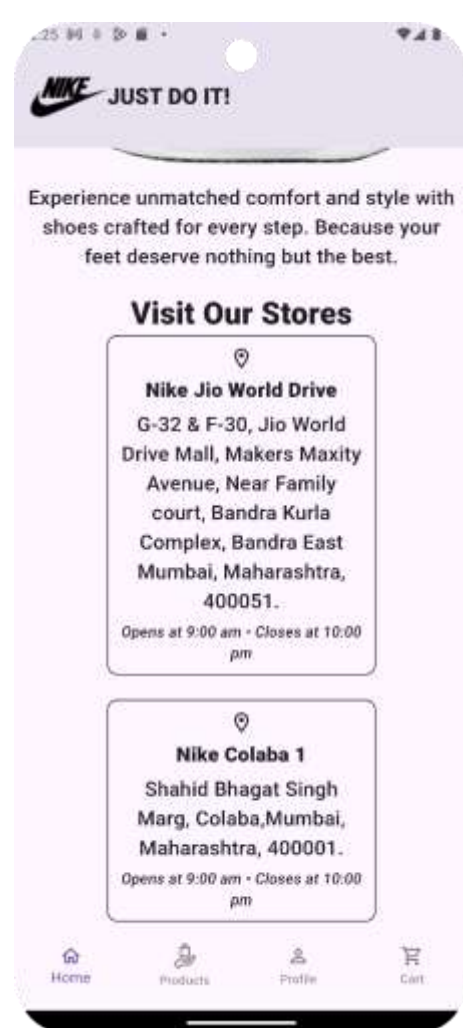 :25
NIKE JUST DO IT!
Experience unmatched comfort and style with
shoes crafted for every step. Because your
feet deserve nothing but the best.
Visit Our Stores
Nike Jio World Drive
G-32 & F-30, Jio World
Drive Mall, Makers Maxity
Avenue, Near Family
court, Bandra Kurla
Complex, Bandra East
Mumbai, Maharashtra,
400051.
Opens at 9:00 am • Closes at 10:00
pm
Nike Colaba 1
Shahid Bhagat Singh
Marg, Colaba,Mumbai,
Maharashtra, 400001.
Opens at 9:00 am • Closes at 10:00
pm
Home Products Profile Cart